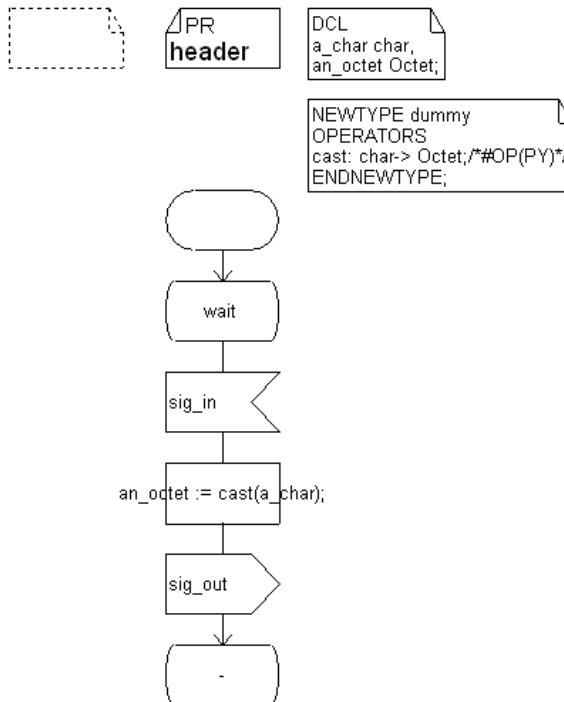 PR
header
DCL
a_char char,
an_octet Octet;
NEWTYPE dummy
OPERATORS
cast: char-> Octet;/*#OP(PY)*/
ENDNEWTYPE;
wait
sig_in
an_octet := cast(a_char);
sig_out
-